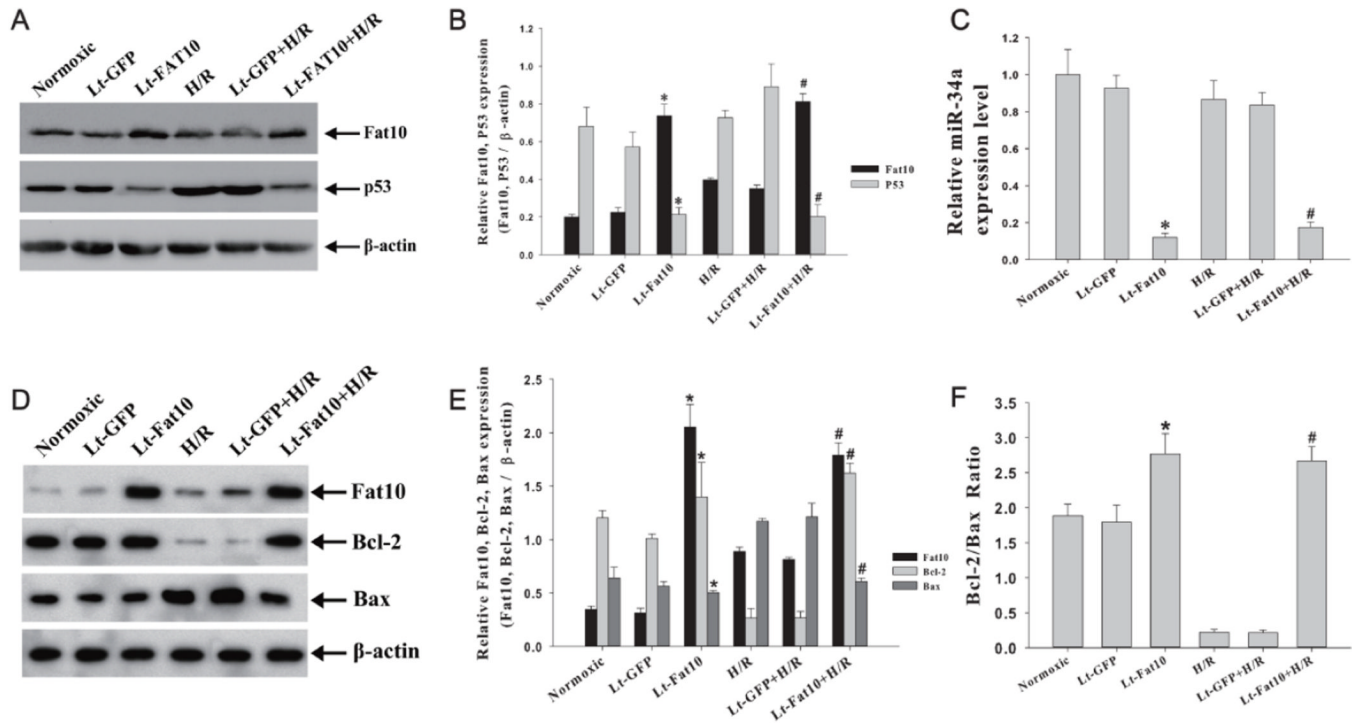 A
Normoxic
Lt-GFP
Lt-FAT10
H/R
Lt-GFP+H/R
Lt-FAT10+H/R
Fat10
p53
β-actin
B
Relative Fat10, P53 expression
(Fat10, P53 / β-actin)
1.2
1.0
0.8
0.6
0.4
0.2
0.0
*
*
#
#
Normoxic
Lt-GFP
Lt-Fat10
H/R
Lt-GFP+H/R
Lt-Fat10+H/R
Fat10
P53
C
Relative miR-34a
expression level
1.2
1.0
0.8
0.6
0.4
0.2
0.0
*
#
Normoxic
Lt-GFP
Lt-Fat10
H/R
Lt-GFP+H/R
Lt-Fat10+H/R
D
Normoxic
Lt-GFP
Lt-Fat10
H/R
Lt-GFP+H/R
Lt-Fat10+H/R
Fat10
Bcl-2
Bax
β-actin
E
Relative Fat10, Bcl-2, Bax expression
(Fat10, Bcl-2, Bax / β-actin)
2.5
2.0
1.5
1.0
0.5
0.0
*
*
*
#
#
#
Normoxic
Lt-GFP
Lt-Fat10
H/R
Lt-GFP+H/R
Lt-Fat10+H/R
Fat10
Bcl-2
Bax
F
Bcl-2/Bax Ratio
3.5
3.0
2.5
2.0
1.5
1.0
0.5
0.0
*
#
Normoxic
Lt-GFP
Lt-Fat10
H/R
Lt-GFP+H/R
Lt-Fat10+H/R